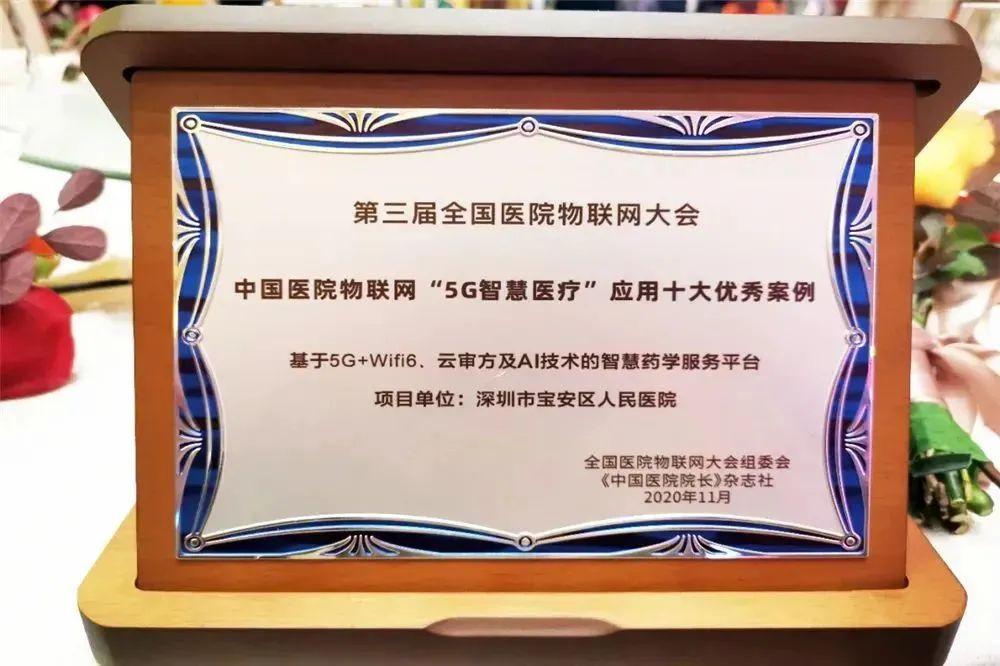 第三届全国医院物联网大会
中国医院物联网“5G智慧医疗”应用十大优秀案例
基于5G+Wifi6、云审方及AI技术的智慧药学服务平台
项目单位：深圳市宝安区人民医院
全国医院物联网大会组委会
《中国医院院长》杂志社
2020年11月